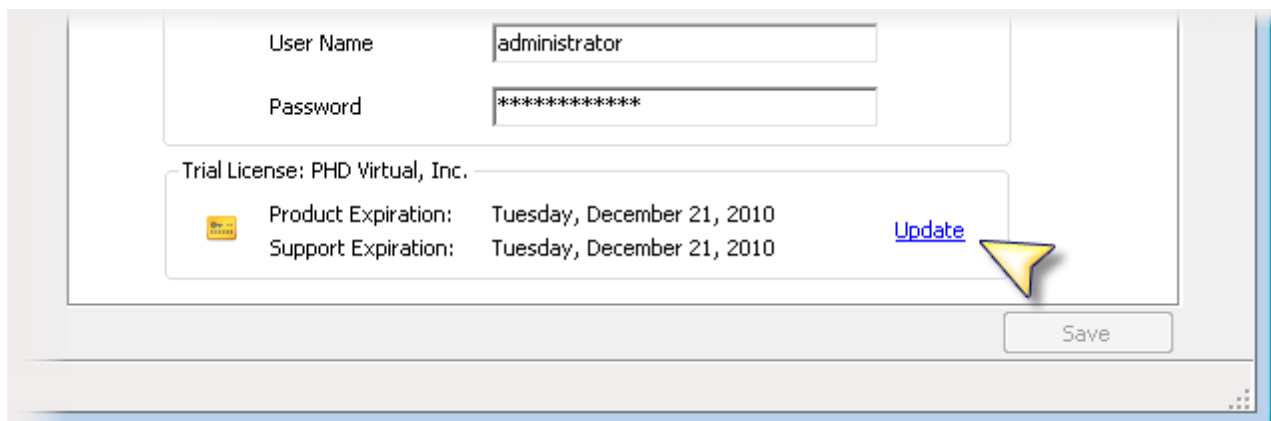 User Name administrator
Password ************
Trial License: PHD Virtual, Inc.
Product Expiration: Tuesday, December 21, 2010
Support Expiration: Tuesday, December 21, 2010
Update
Save